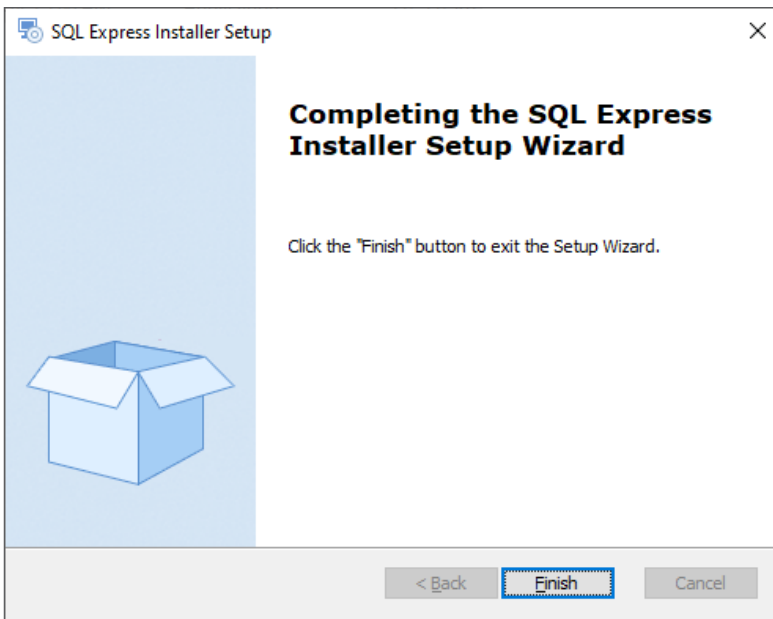 SQL Express Installer Setup
Completing the SQL Express
Installer Setup Wizard
Click the "Finish" button to exit the Setup Wizard.
< Back Finish Cancel